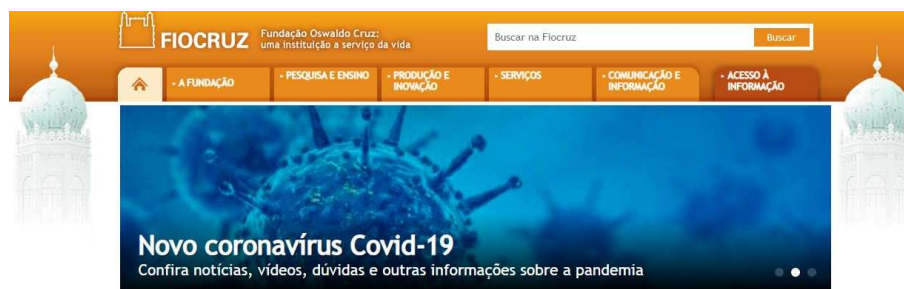 FIOCRUZ
Fundação Oswaldo Cruz:
uma instituição a serviço da vida
Buscar na Fiocruz
Buscar
- A FUNDAÇÃO
- PESQUISA E ENSINO
- PRODUÇÃO E
INOVAÇÃO
- SERVIÇOS
- COMUNICAÇÃO E
INFORMAÇÃO
- ACESSO À
INFORMAÇÃO
Novo coronavírus Covid-19
Confira notícias, vídeos, dúvidas e outras informações sobre a pandemia